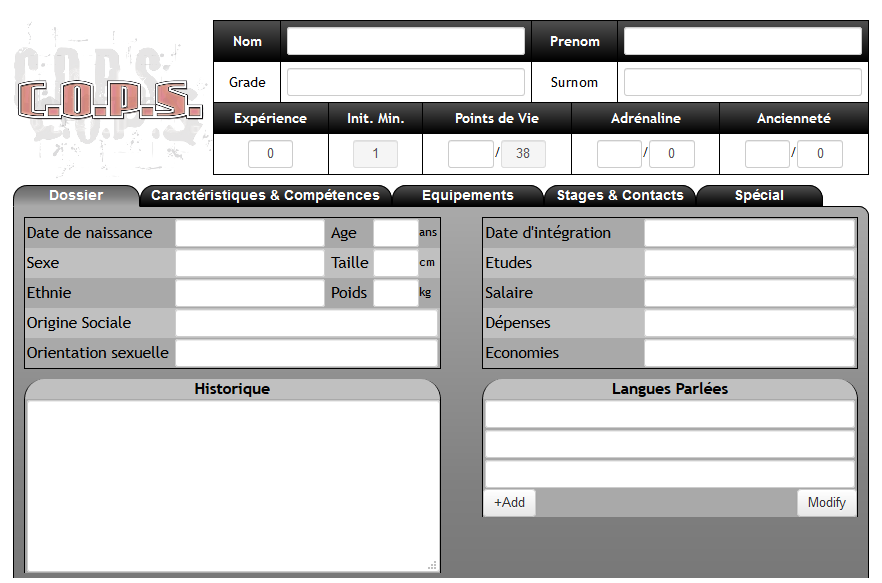 C.O.P.S.
C.O.P.S.
Nom Prenom
Grade Surnom
Expérience Init. Min. Points de Vie Adrénaline Ancienneté
0 1 / 38 / 0 / 0
Dossier Caractéristiques & Compétences Equipements Stages & Contacts Spécial
Date de naissance Age ans
Sexe Taille cm
Ethnie Poids kg
Origine Sociale
Orientation sexuelle
Date d'intégration
Etudes
Salaire
Dépenses
Economies
Historique
Langues Parlées
+Add Modify